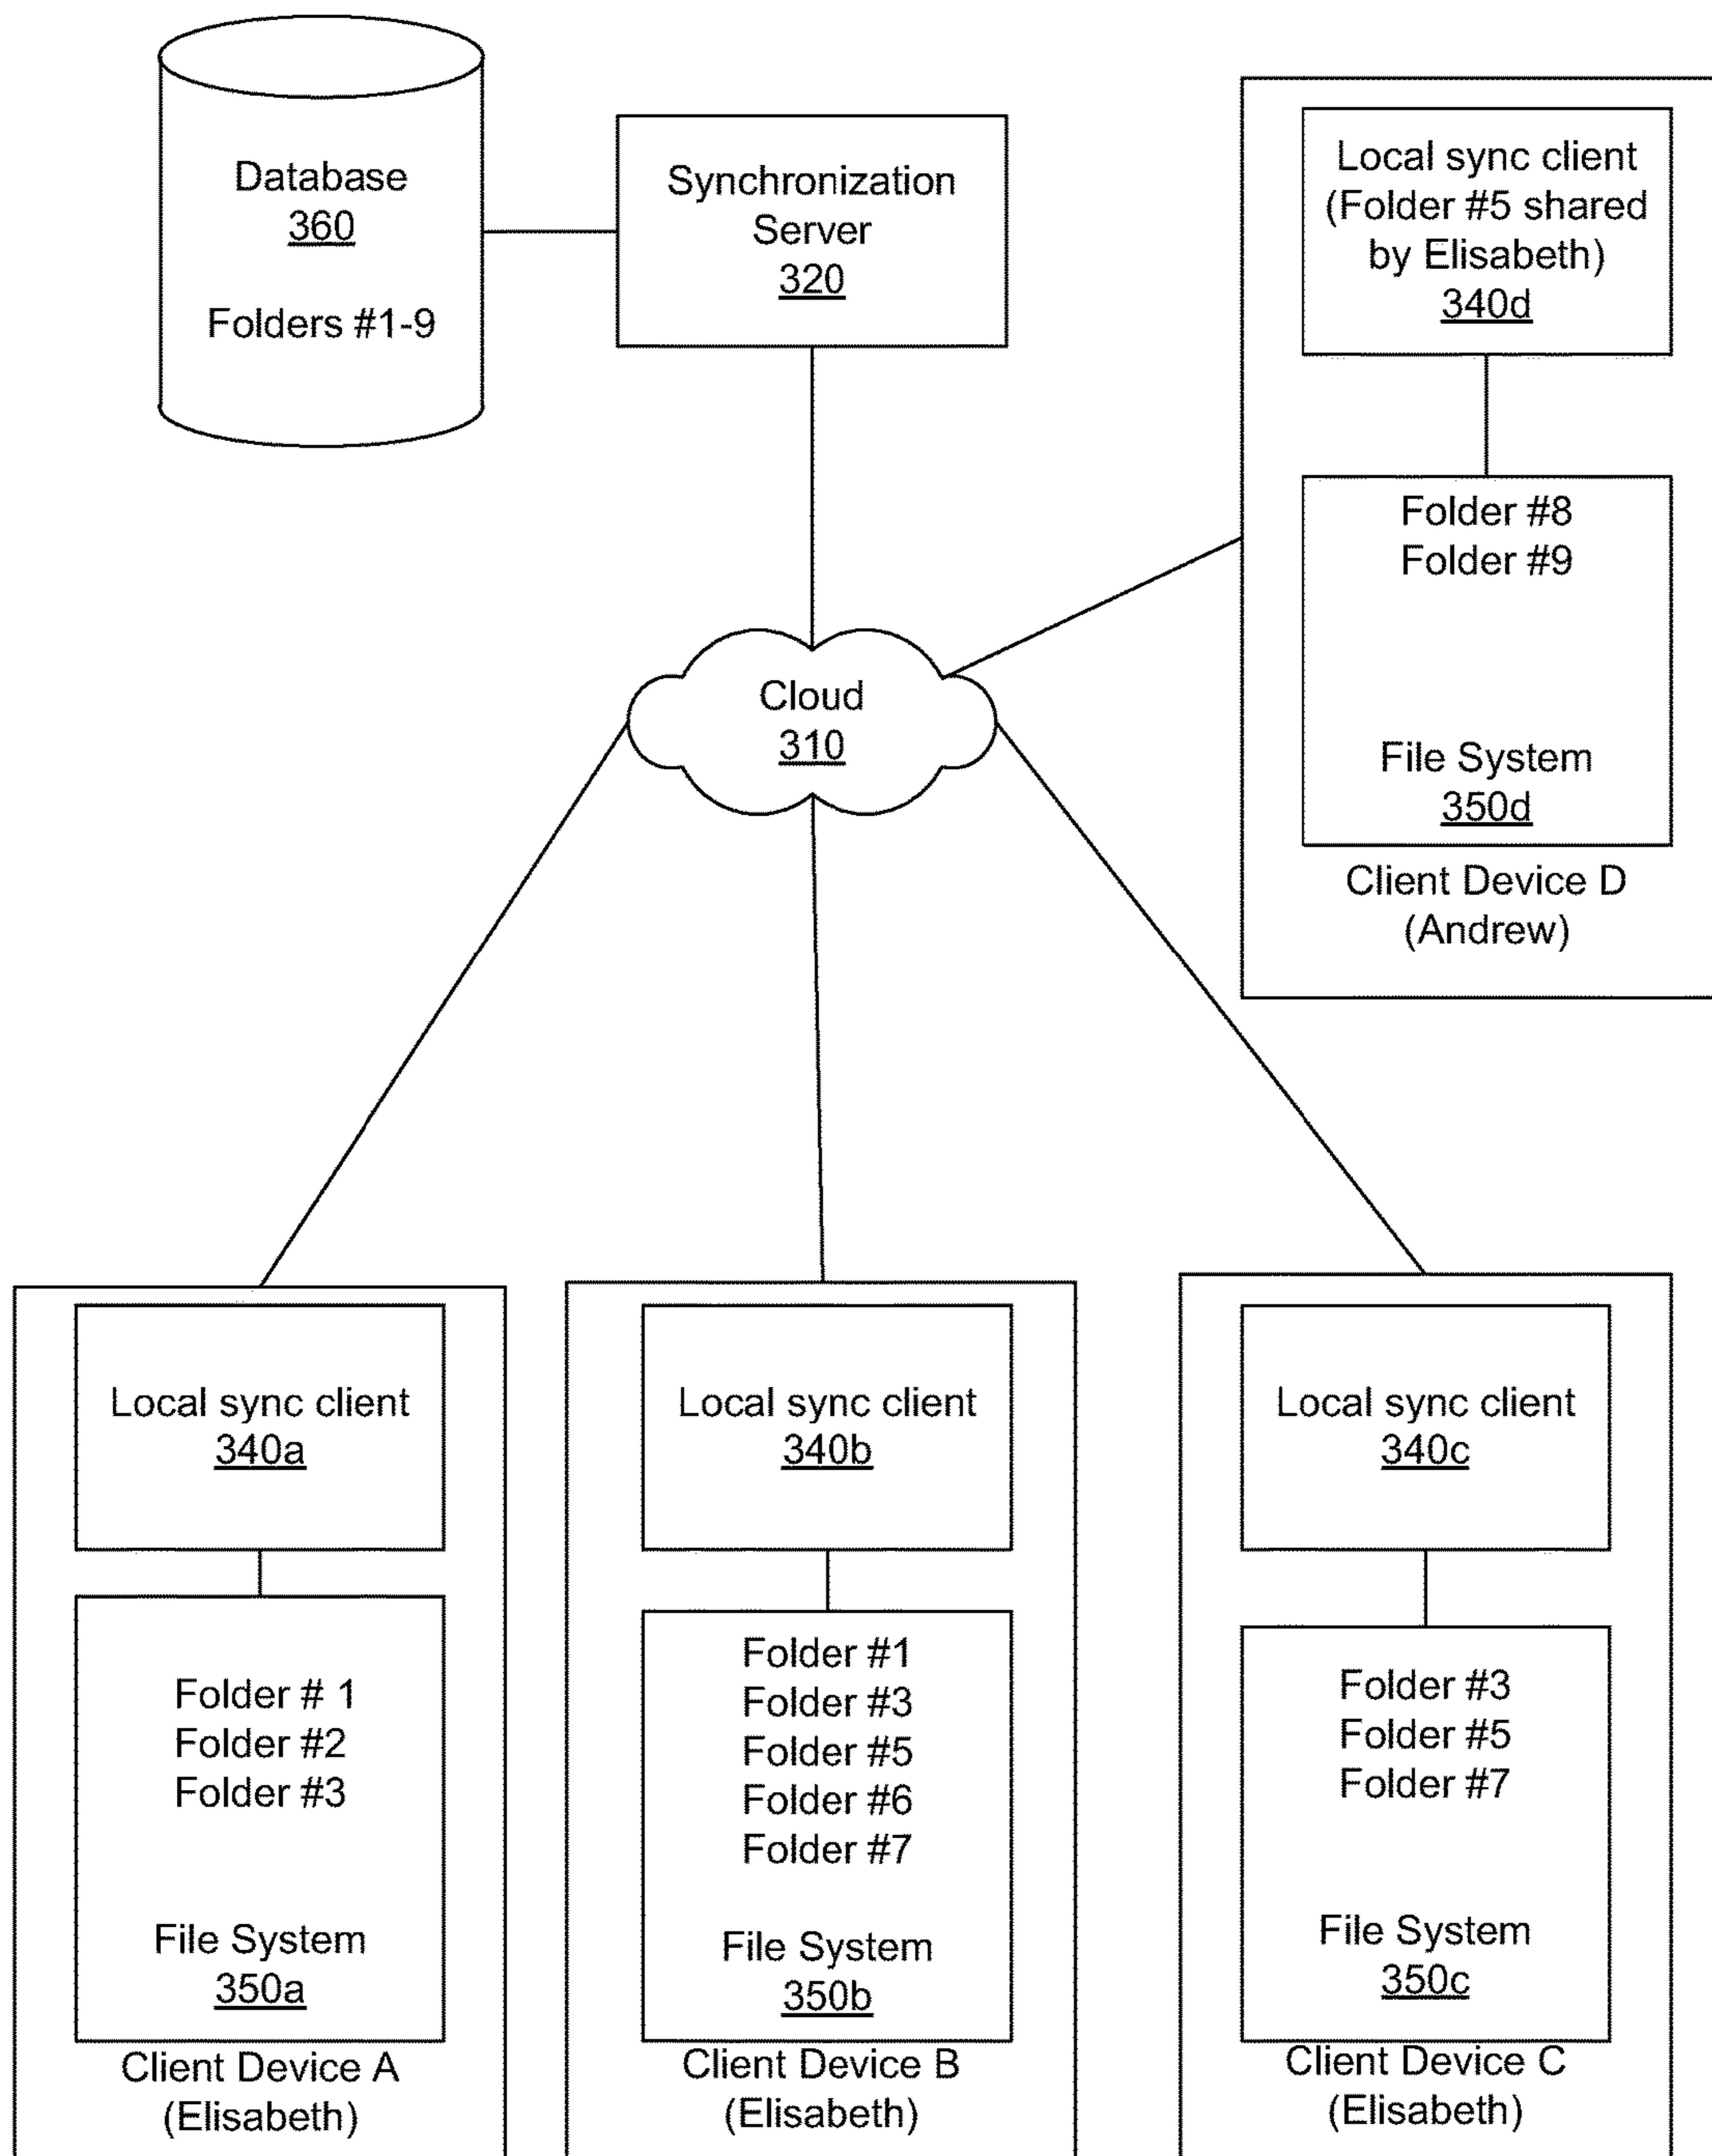 Database
360
Folders #1-9
Synchronization
Server
320
Local sync client
(Folder #5 shared
by Elisabeth)
340d
Folder #8
Folder #9
File System
350d
Client Device D
(Andrew)
Cloud
310
Local sync client
340a
Folder # 1
Folder #2
Folder #3
File System
350a
Client Device A
(Elisabeth)
Local sync client
340b
Folder #1
Folder #3
Folder #5
Folder #6
Folder #7
File System
350b
Client Device B
(Elisabeth)
Local sync client
340c
Folder #3
Folder #5
Folder #7
File System
350c
Client Device C
(Elisabeth)